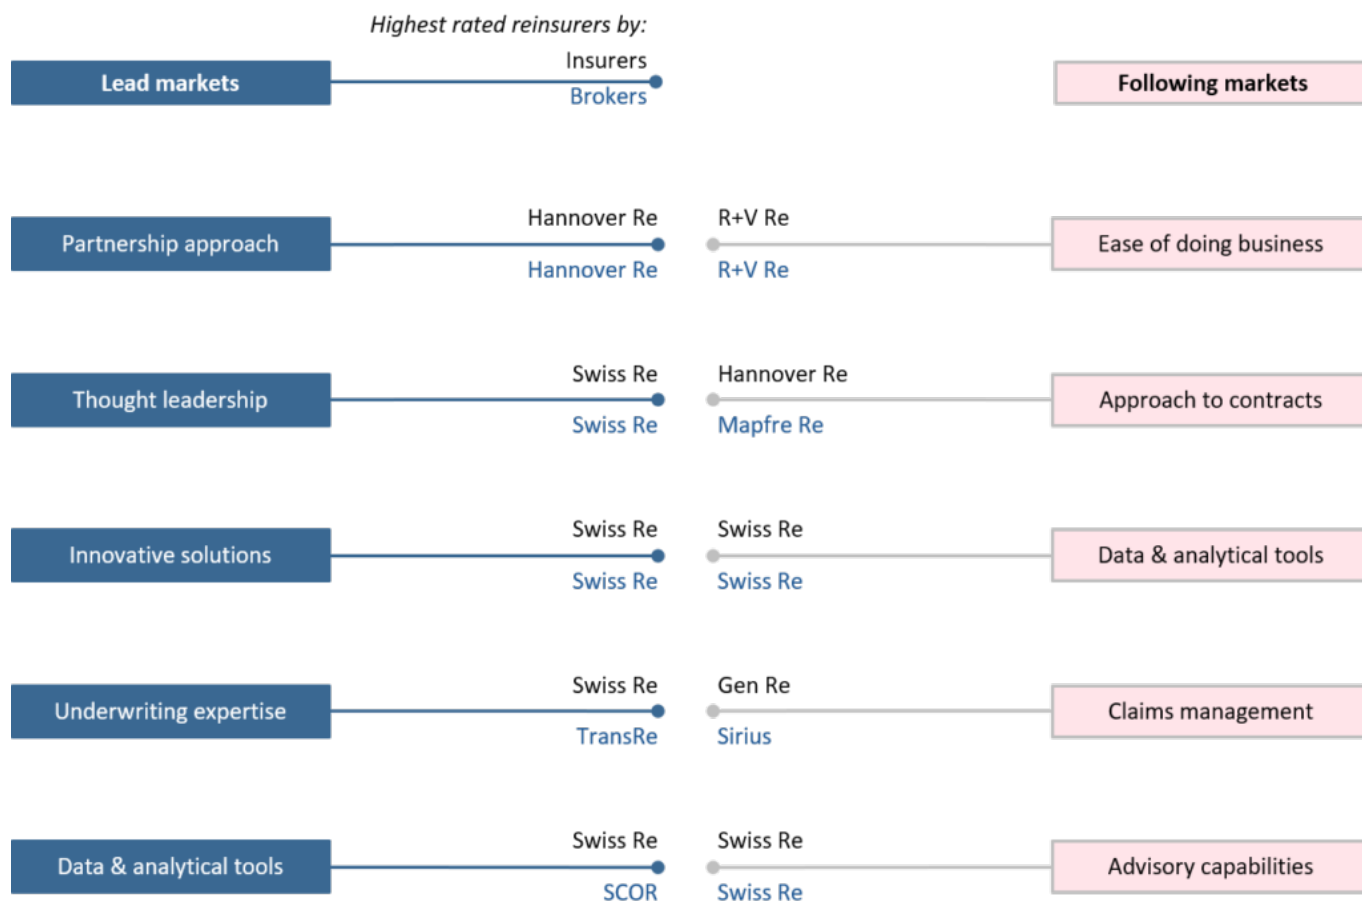 Highest rated reinsurers by:
Lead markets
Insurers
Brokers
Following markets
Partnership approach
Hannover Re
Hannover Re
R+V Re
R+V Re
Ease of doing business
Thought leadership
Swiss Re
Swiss Re
Hannover Re
Mapfre Re
Approach to contracts
Innovative solutions
Swiss Re
Swiss Re
Swiss Re
Swiss Re
Data & analytical tools
Underwriting expertise
Swiss Re
TransRe
Gen Re
Sirius
Claims management
Data & analytical tools
Swiss Re
SCOR
Swiss Re
Swiss Re
Advisory capabilities